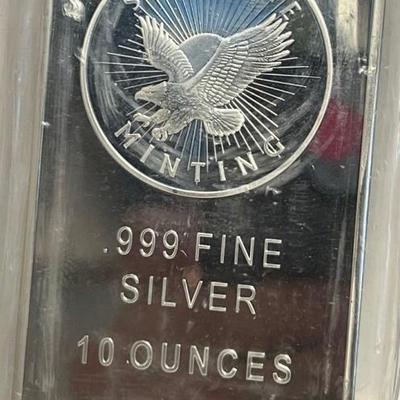 MINTING
.999 FINE
SILVER
10 OUNCES